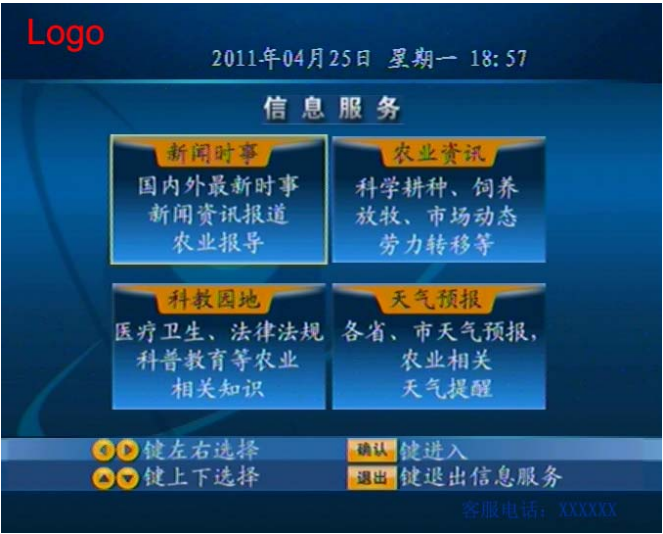 Logo
2011年04月25日 星期一 18:57
信息服务
新闻时事
国内外最新时事
新闻资讯报道
农业报导
农业资讯
科学耕种、饲养
放牧、市场动态
劳力转移等
科教园地
医疗卫生、法律法规
科普教育等农业
相关知识
天气预报
各省、市天气预报，
农业相关
天气提醒
键左右选择
确认 键进入
键上下选择
退出 键退出信息服务
客服电话：XXXXXX